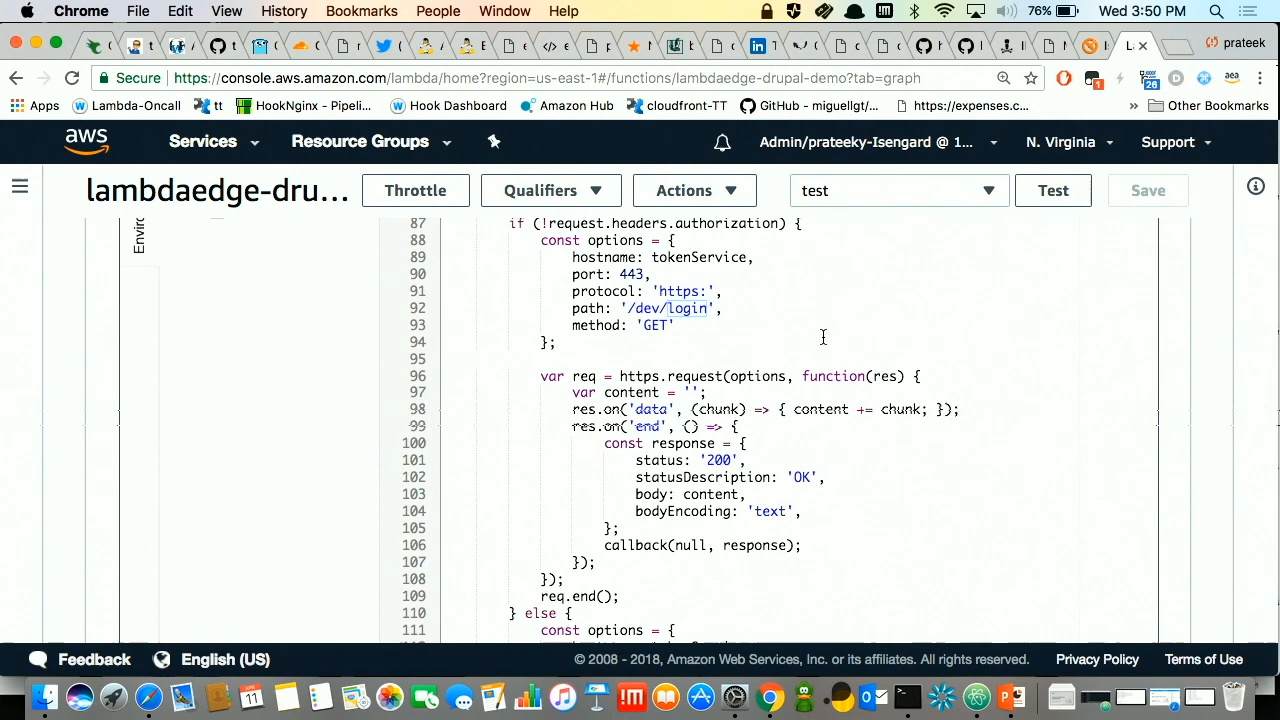 Chrome File Edit View History Bookmarks People Window Help 76% Wed 3:50 PM
prateek
Secure https://console.aws.amazon.com/lambda/home?region=us-east-1#/functions/lambdaedge-drupal-demo?tab=graph
Apps Lambda-Oncall tt HookNginx - Pipelin... Hook Dashboard Amazon Hub cloudfront-TT GitHub - miguellgt/... https://expenses.c... » Other Bookmarks
aws Services Resource Groups Admin/prateeky-Isengard @ 1... N. Virginia Support
lambdaedge-dru... Throttle Qualifiers Actions test Test Save
Enviro
87 if (!request.headers.authorization) {
88 const options = {
89 hostname: tokenService,
90 port: 443,
91 protocol: 'https:',
92 path: '/dev/login',
93 method: 'GET'
94 };
95
96 var req = https.request(options, function(res) {
97 var content = '';
98 res.on('data', (chunk) => { content += chunk; });
99 res.on('end', () => {
100 const response = {
101 status: '200',
102 statusDescription: 'OK',
103 body: content,
104 bodyEncoding: 'text',
105 };
106 callback(null, response);
107 });
108 });
109 req.end();
110 } else {
111 const options = {
Feedback English (US) © 2008 - 2018, Amazon Web Services, Inc. or its affiliates. All rights reserved. Privacy Policy Terms of Use